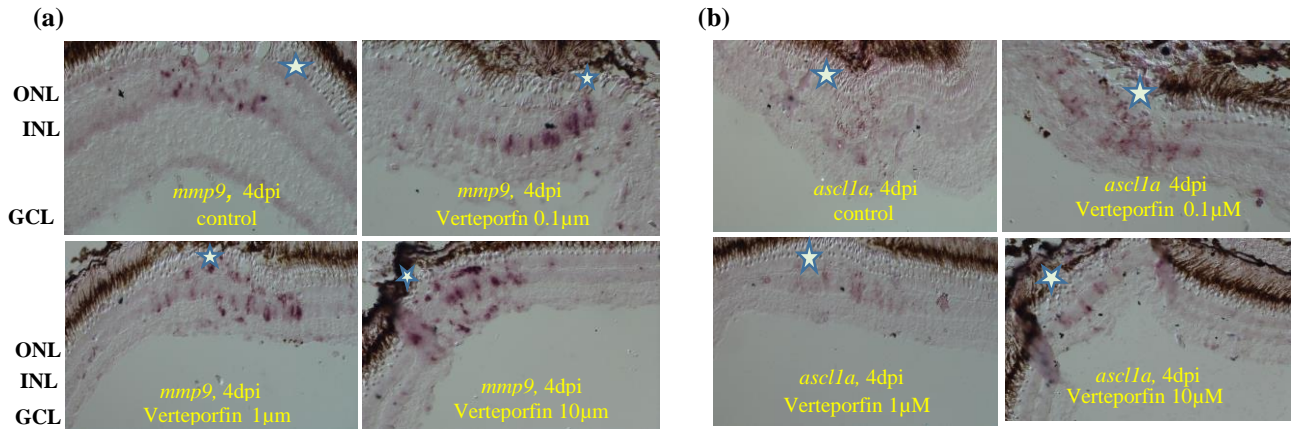 (a)
(b)
ONL
INL
GCL
mmp9, 4dpi
control
mmp9, 4dpi
Verteporfn 0.1µm
ascl1a, 4dpi
control
ascl1a 4dpi
Verteporfin 0.1µM
ONL
INL
GCL
mmp9, 4dpi
Verteporfin 1µm
mmp9, 4dpi
Verteporfin 10µm
ascl1a, 4dpi
Verteporfin 1µM
ascl1a, 4dpi
Verteporfin 10µM